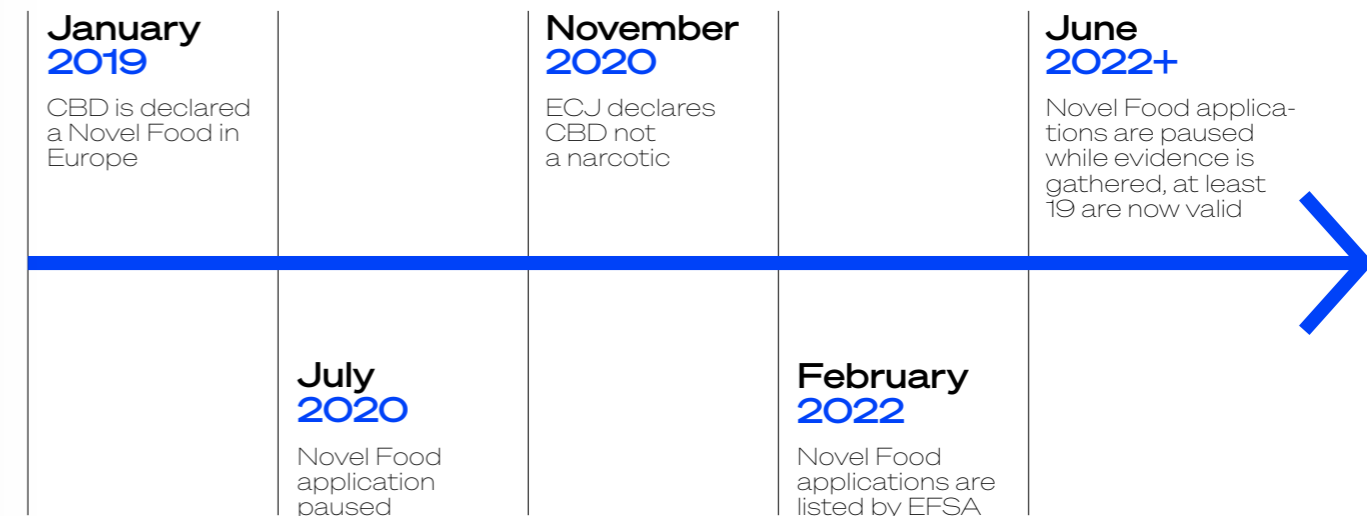 January
2019
CBD is declared
a Novel Food in
Europe
July
2020
Novel Food
application
paused
November
2020
ECJ declares
CBD not
a narcotic
February
2022
Novel Food
applications are
listed by EFSA
June
2022+
Novel Food applica-
tions are paused
while evidence is
gathered, at least
19 are now valid